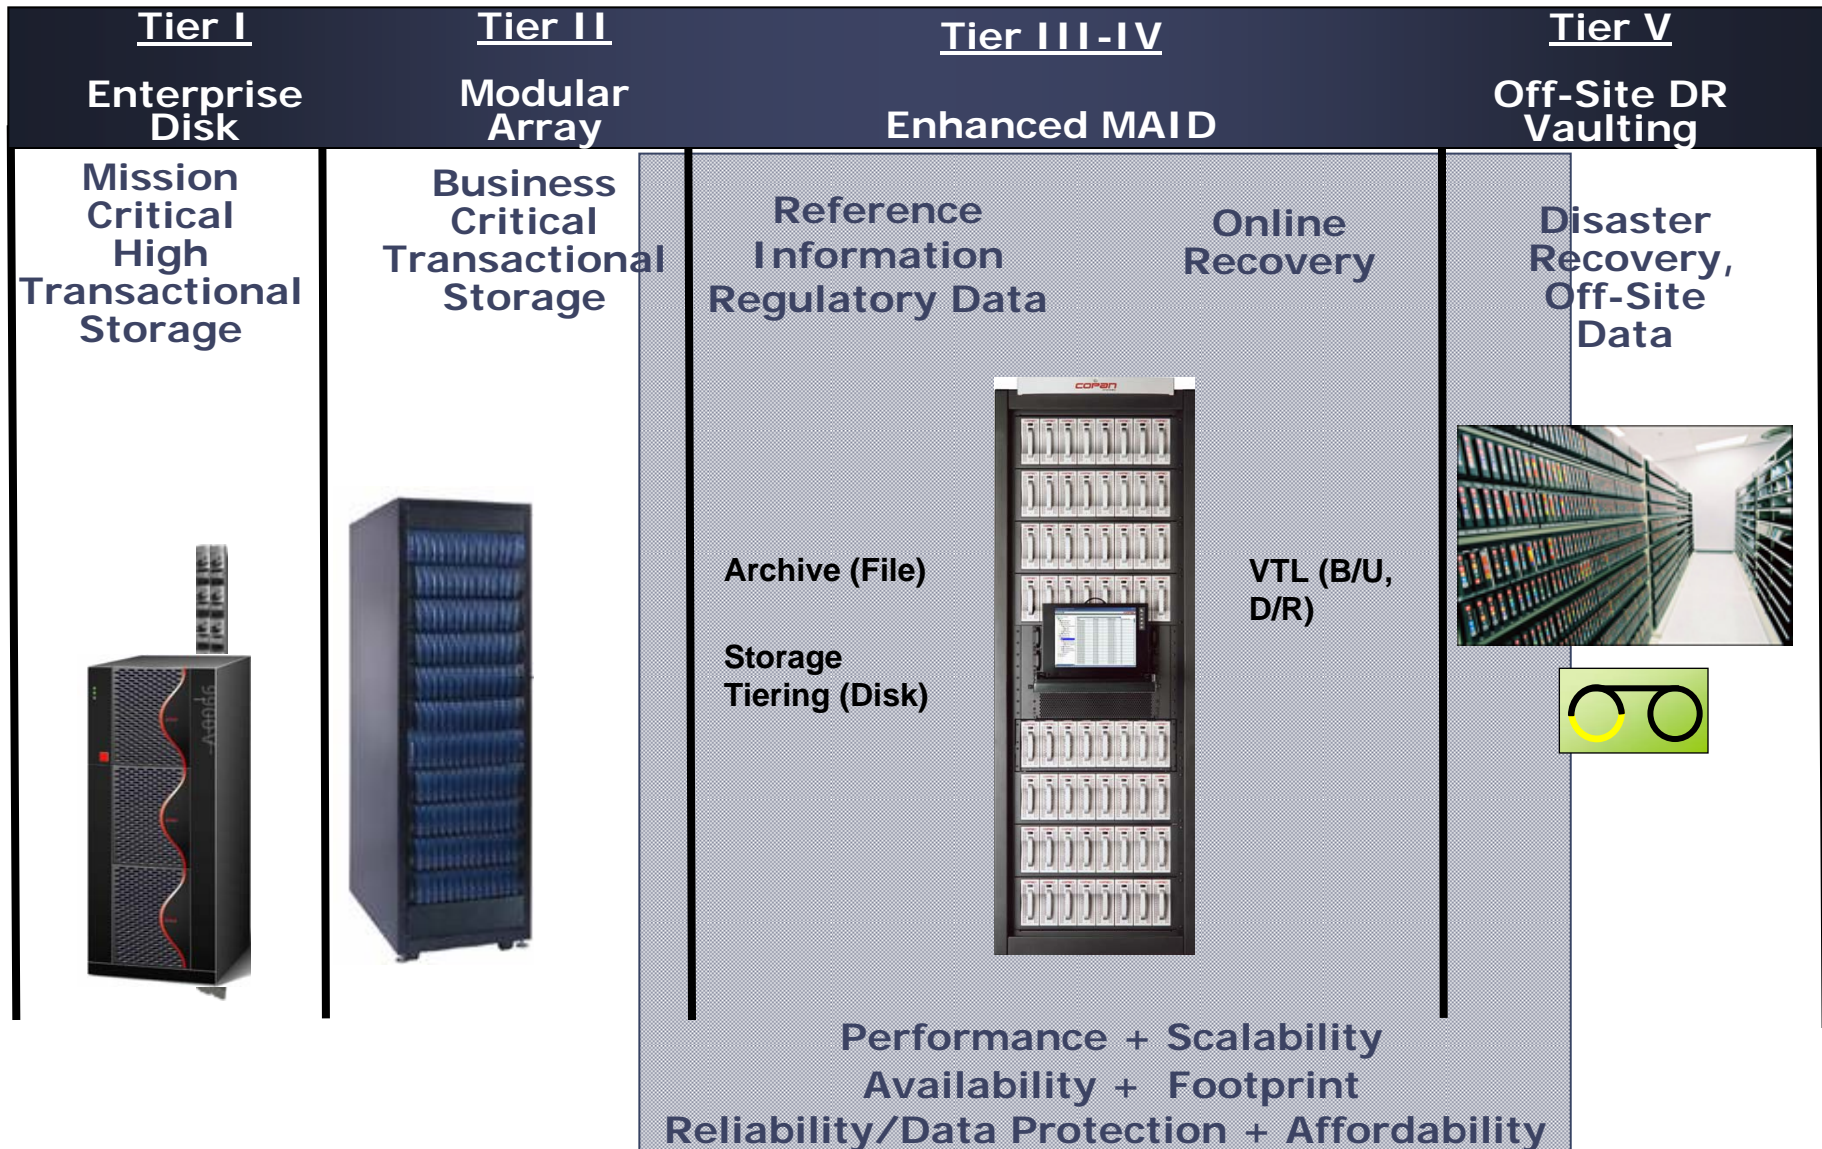 Tier I
Enterprise
Disk
Mission
Critical
High
Transactional
Storage
Tier II
Modular
Array
Business
Critical
Transactional
Storage
Tier III-IV
Enhanced MAID
Reference
Information
Regulatory Data
Online
Recovery
COPAN
Archive (File)
Storage
Tiering (Disk)
VTL (B/U,
D/R)
Performance + Scalability
Availability + Footprint
Reliability/Data Protection + Affordability
Tier V
Off-Site DR
Vaulting
Disaster
Recovery,
Off-Site
Data